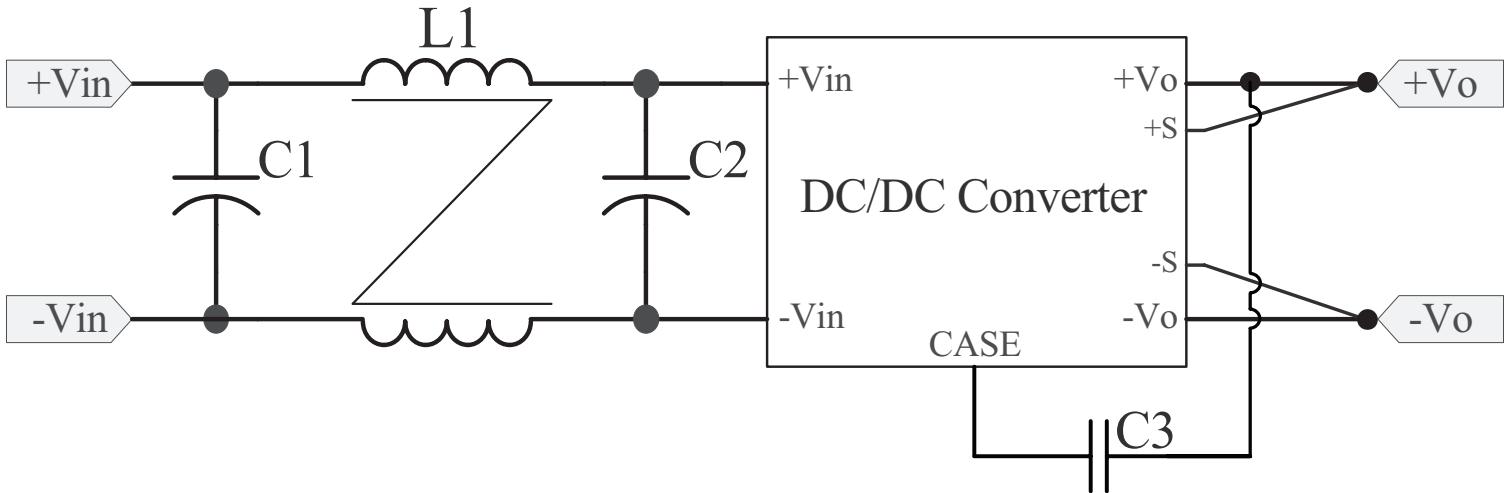 L1
+Vin
+Vin
+Vo
+Vo
+S
C1
C2
DC/DC Converter
-S
-Vin
-Vin
-Vo
-Vo
CASE
C3